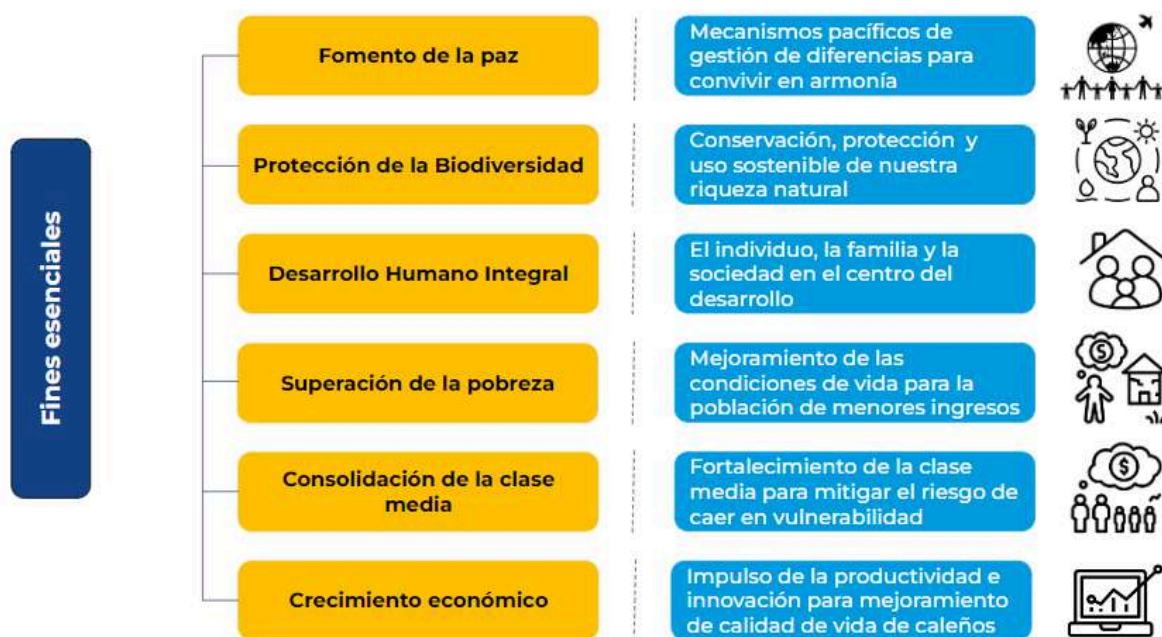 Fines esenciales
Fomento de la paz
Mecanismos pacíficos de
gestión de diferencias para
convivir en armonía
Protección de la Biodiversidad
Conservación, protección y
uso sostenible de nuestra
riqueza natural
Desarrollo Humano Integral
El individuo, la familia y la
sociedad en el centro del
desarrollo
Superación de la pobreza
Mejoramiento de las
condiciones de vida para la
población de menores ingresos
Consolidación de la clase
media
Fortalecimiento de la clase
media para mitigar el riesgo de
caer en vulnerabilidad
Crecimiento económico
Impulso de la productividad e
innovación para mejoramiento
de calidad de vida de caleños